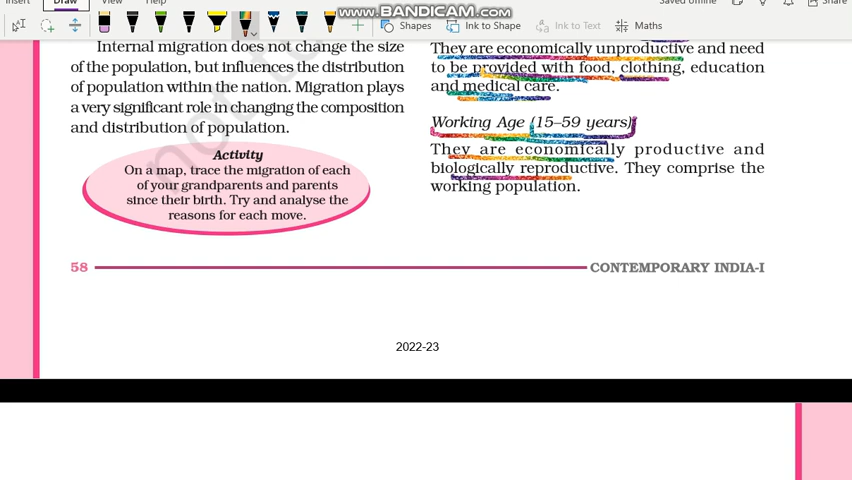 Insert
Draw
View
Help
www.BANDICAM.com
Saved online
Share
Shapes
Ink to Shape
Ink to Text
Maths
Internal migration does not change the size
of the population, but influences the distribution
of population within the nation. Migration plays
a very significant role in changing the composition
and distribution of population.
Activity
On a map, trace the migration of each
of your grandparents and parents
since their birth. Try and analyse the
reasons for each move.
They are economically unproductive and need
to be provided with food, clothing, education
and medical care.
Working Age (15–59 years)
They are economically productive and
biologically reproductive. They comprise the
working population.
58
CONTEMPORARY INDIA-I
2022-23